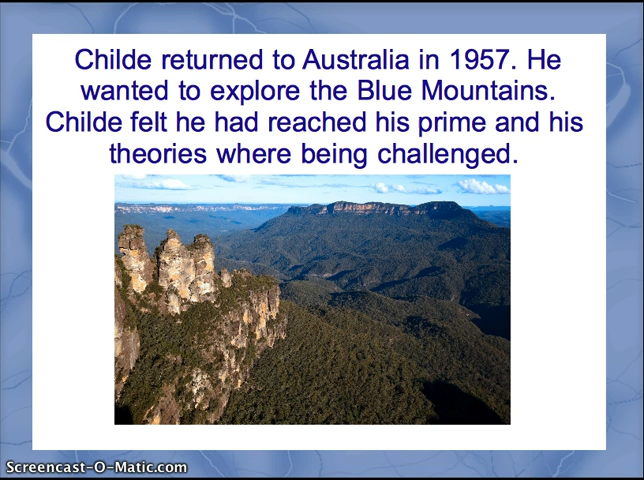 Childe returned to Australia in 1957. He
wanted to explore the Blue Mountains.
Childe felt he had reached his prime and his
theories where being challenged.
Screencast-O-Matic.com